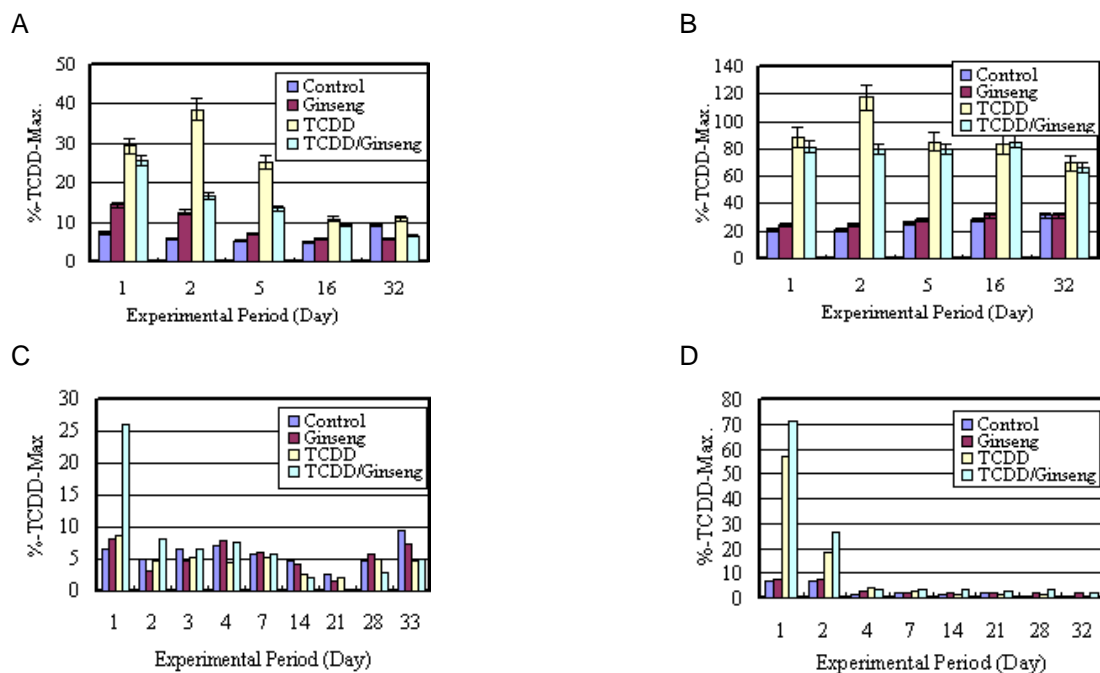 A
%-TCDD-Max.
50
40
30
20
10
0
Control
Ginseng
TCDD
TCDD/Ginseng
1 2 5 16 32
Experimental Period (Day)
B
%-TCDD-Max.
140
120
100
80
60
40
20
0
Control
Ginseng
TCDD
TCDD/Ginseng
1 2 5 16 32
Experimental Period (Day)
C
%-TCDD-Max
30
25
20
15
10
5
0
Control
Ginseng
TCDD
TCDD/Ginseng
1 2 3 4 7 14 21 28 33
Experimental Period (Day)
D
%-TCDD-Max.
80
70
60
50
40
30
20
10
0
Control
Ginseng
TCDD
TCDD/Ginseng
1 2 4 7 14 21 28 32
Experimental Period (Day)